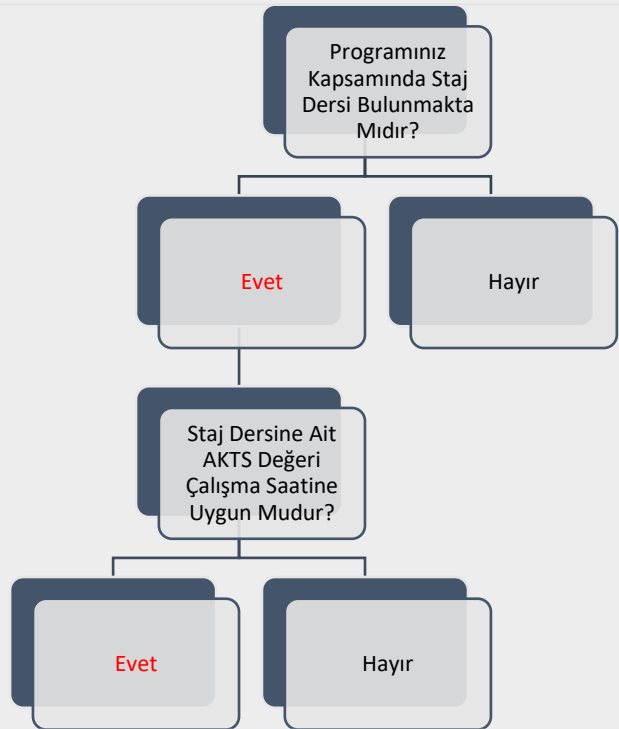 Programınız
Kapsamında Staj
Dersi Bulunmakta
Mıdır?
Evet
Hayır
Staj Dersine Ait
AKTS Değeri
Çalışma Saatine
Uygun Mudur?
Evet
Hayır